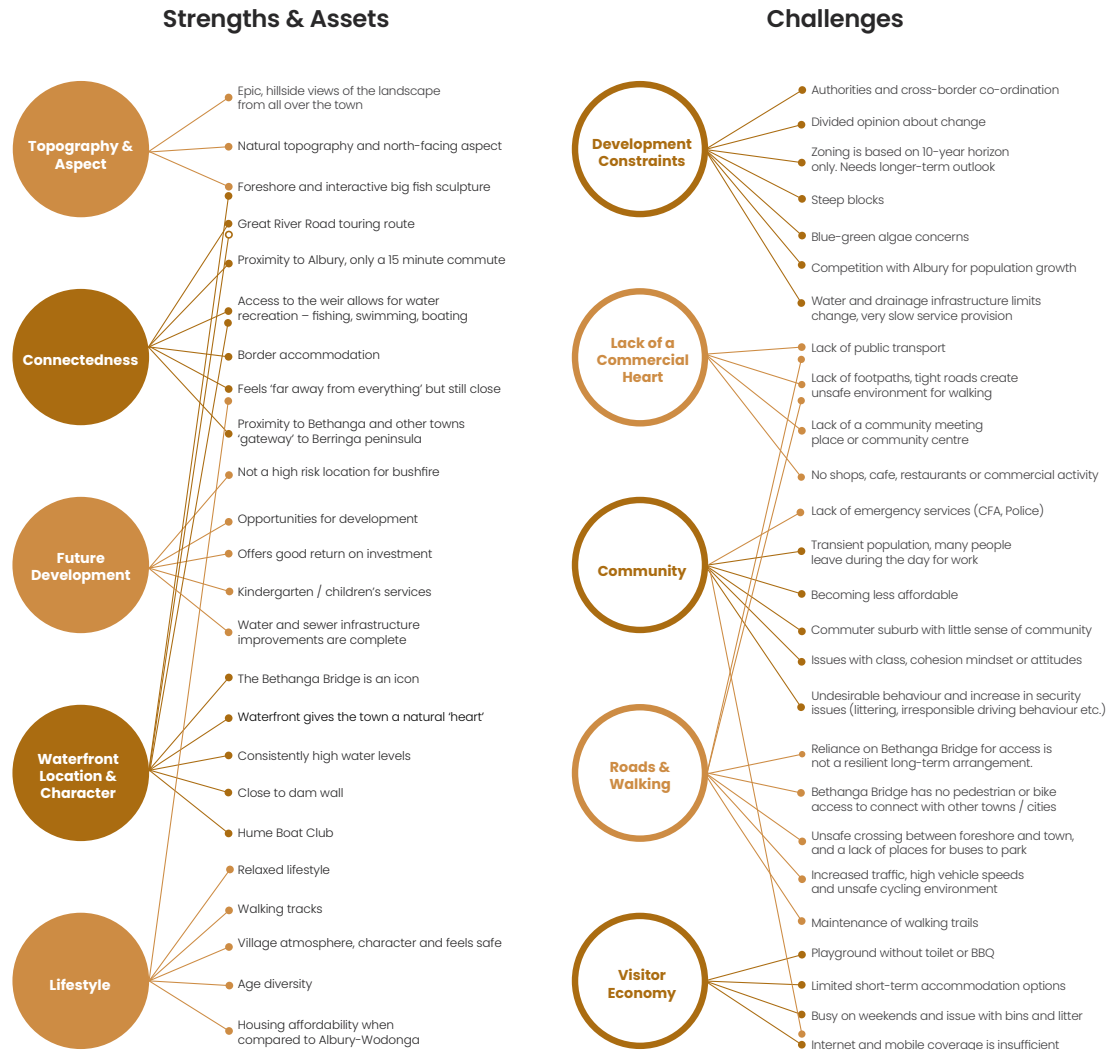 Strengths & Assets
Topography &
Aspect
Epic, hillside views of the landscape
from all over the town
Natural topography and north-facing aspect
Foreshore and interactive big fish sculpture
Connectedness
Great River Road touring route
Proximity to Albury, only a 15 minute commute
Access to the weir allows for water
recreation – fishing, swimming, boating
Border accommodation
Feels ‘far away from everything’ but still close
Proximity to Bethanga and other towns
‘gateway’ to Berringa peninsula
Future
Development
Not a high risk location for bushfire
Opportunities for development
Offers good return on investment
Kindergarten / children’s services
Water and sewer infrastructure
improvements are complete
Waterfront
Location &
Character
The Bethanga Bridge is an icon
Waterfront gives the town a natural ‘heart’
Consistently high water levels
Close to dam wall
Hume Boat Club
Lifestyle
Relaxed lifestyle
Walking tracks
Village atmosphere, character and feels safe
Age diversity
Housing affordability when
compared to Albury-Wodonga
Challenges
Development
Constraints
Authorities and cross-border co-ordination
Divided opinion about change
Zoning is based on 10-year horizon
only. Needs longer-term outlook
Steep blocks
Blue-green algae concerns
Competition with Albury for population growth
Water and drainage infrastructure limits
change, very slow service provision
Lack of a
Commercial
Heart
Lack of public transport
Lack of footpaths, tight roads create
unsafe environment for walking
Lack of a community meeting
place or community centre
No shops, cafe, restaurants or commercial activity
Community
Lack of emergency services (CFA, Police)
Transient population, many people
leave during the day for work
Becoming less affordable
Commuter suburb with little sense of community
Issues with class, cohesion mindset or attitudes
Undesirable behaviour and increase in security
issues (littering, irresponsible driving behaviour etc.)
Roads &
Walking
Reliance on Bethanga Bridge for access is
not a resilient long-term arrangement.
Bethanga Bridge has no pedestrian or bike
access to connect with other towns / cities
Unsafe crossing between foreshore and town,
and a lack of places for buses to park
Increased traffic, high vehicle speeds
and unsafe cycling environment
Maintenance of walking trails
Visitor
Economy
Playground without toilet or BBQ
Limited short-term accommodation options
Busy on weekends and issue with bins and litter
Internet and mobile coverage is insufficient